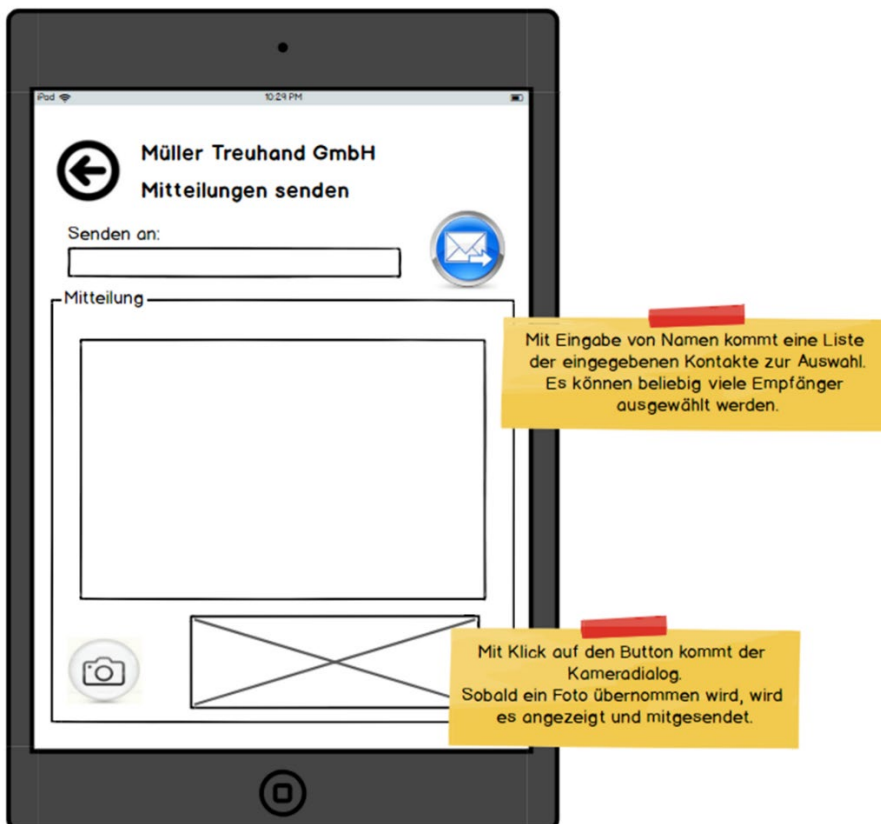 iPad 10:29 PM
Müller Treuhand GmbH
Mitteilungen senden
Senden an:
Mitteilung
Mit Eingabe von Namen kommt eine Liste
der eingegebenen Kontakte zur Auswahl.
Es können beliebig viele Empfänger
ausgewählt werden.
Mit Klick auf den Button kommt der
Kameradialog.
Sobald ein Foto übernommen wird, wird
es angezeigt und mitgesendet.